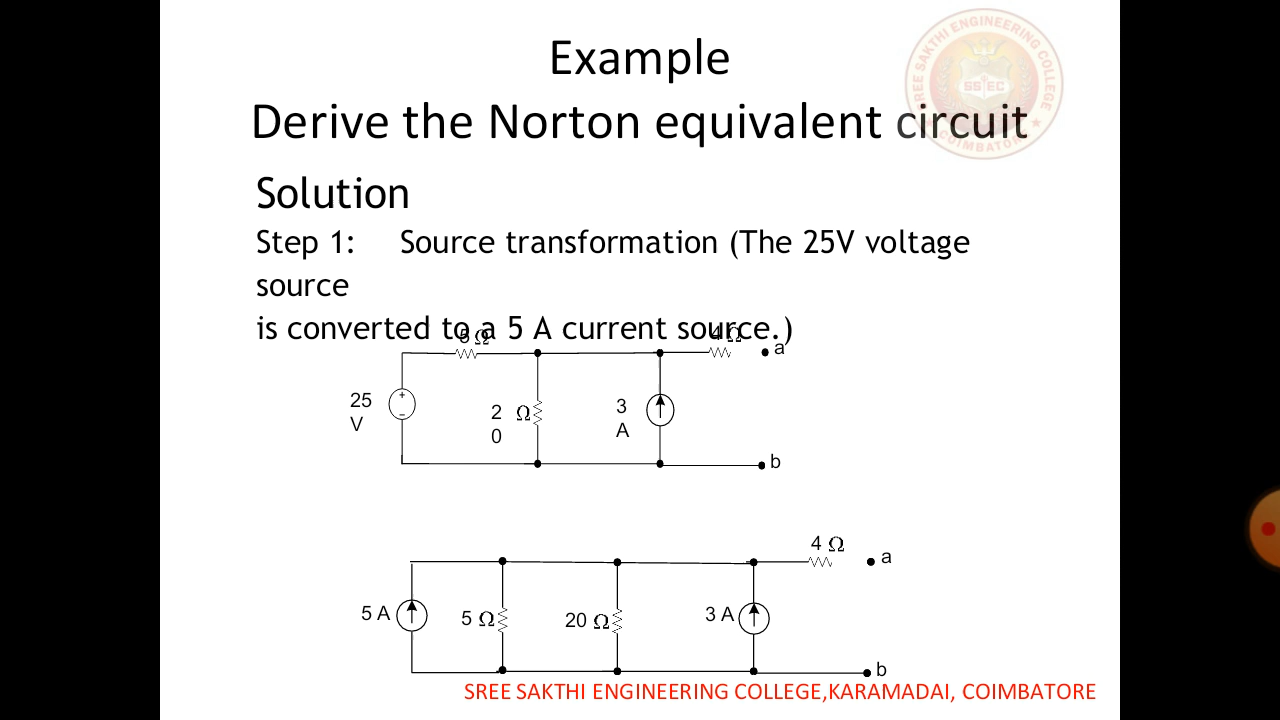 Example
Derive the Norton equivalent circuit
SREE SAKTHI ENGINEERING COLLEGE
SSEC
COIMBATORE
Solution
Step 1: Source transformation (The 25V voltage
source
is converted to a 5 A current source.)
5 Ω
4 Ω
a
25
V
+
−
2
0
Ω
3
A
b
4 Ω
a
5 A
5 Ω
20 Ω
3 A
b
SREE SAKTHI ENGINEERING COLLEGE,KARAMADAI, COIMBATORE